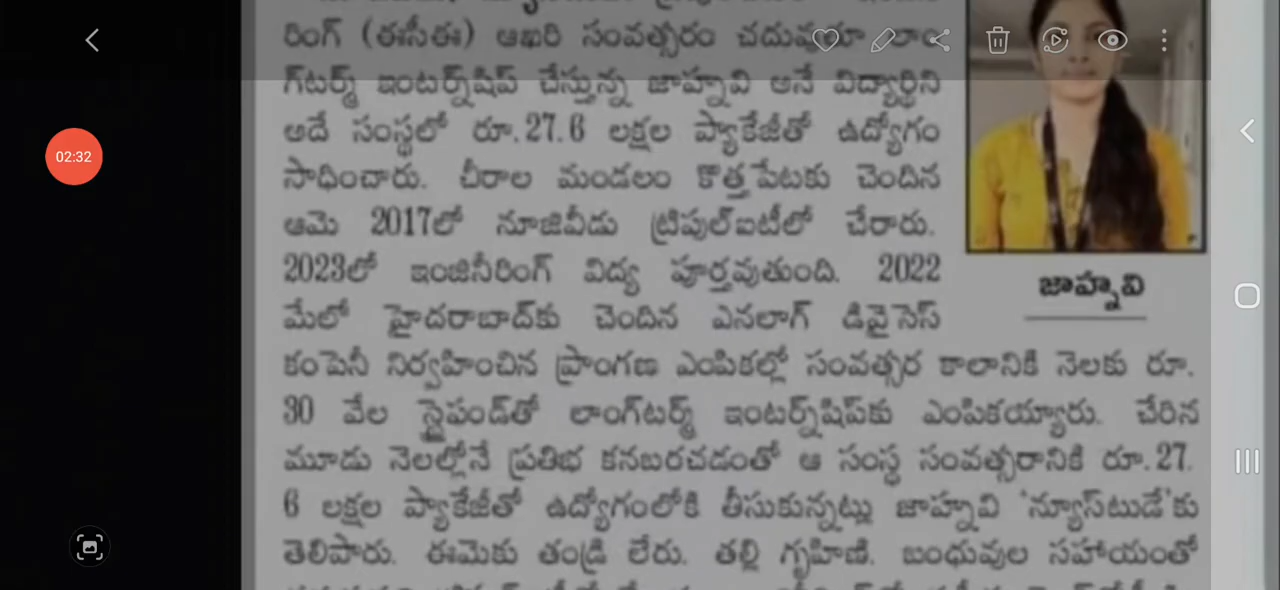 రింగ్ (ఈసీఈ) ఆఖరి సంవత్సరం చదువుతూ లాం
గ్‌టర్మ్ ఇంటర్న్‌షిప్ చేస్తున్న జాహ్నవి అనే విద్యార్థిని
అదే సంస్థలో రూ.27.6 లక్షల ప్యాకేజీతో ఉద్యోగం
సాధించారు. చీరాల మండలం కొత్తపేటకు చెందిన
ఆమె 2017లో నూజివీడు ట్రిపుల్‌ఐటీలో చేరారు.
2023లో ఇంజినీరింగ్ విద్య పూర్తవుతుంది. 2022
మేలో హైదరాబాద్‌కు చెందిన ఎనలాగ్ డివైసెస్
కంపెనీ నిర్వహించిన ప్రాంగణ ఎంపికల్లో సంవత్సర కాలానికి నెలకు రూ.
30 వేల స్టైఫండ్‌తో లాంగ్‌టర్మ్ ఇంటర్న్‌షిప్‌కు ఎంపికయ్యారు. చేరిన
మూడు నెలల్లోనే ప్రతిభ కనబరచడంతో ఆ సంస్థ సంవత్సరానికి రూ.27.
6 లక్షల ప్యాకేజీతో ఉద్యోగంలోకి తీసుకున్నట్లు జాహ్నవి 'న్యూస్‌టుడే'కు
తెలిపారు. ఈమెకు తండ్రి లేరు. తల్లి గృహిణి. బంధువుల సహాయంతో
జాహ్నవి
02:32